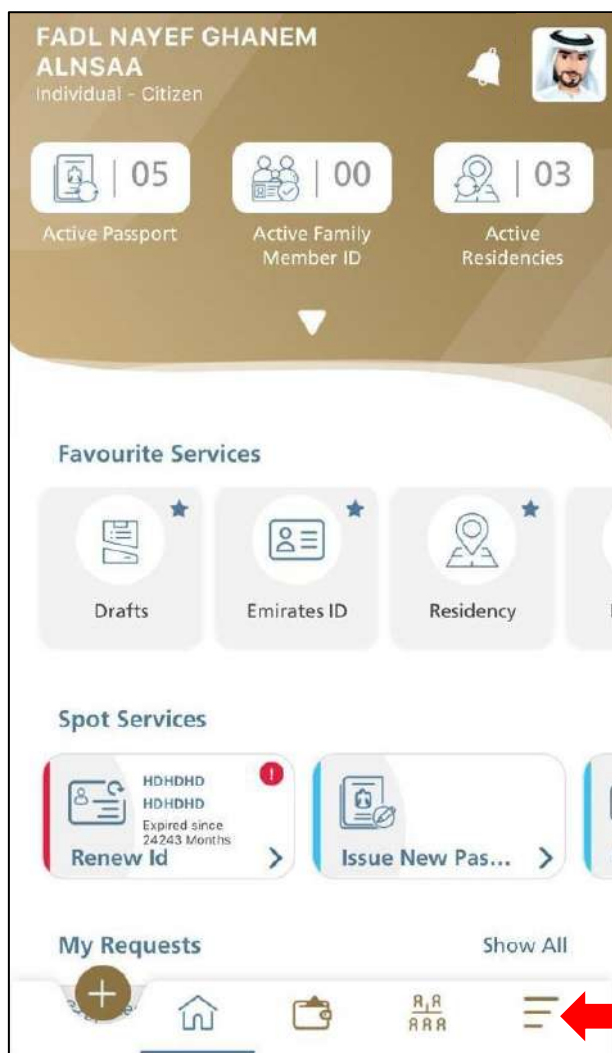 FADL NAYEF GHANEM
ALNSAA
Individual - Citizen
05
00
03
Active Passport
Active Family
Member ID
Active
Residencies
Favourite Services
Drafts
Emirates ID
Residency
Spot Services
HDHDHD
HDHDHD
Expired since
24243 Months
Renew Id
Issue New Pas...
My Requests
Show All